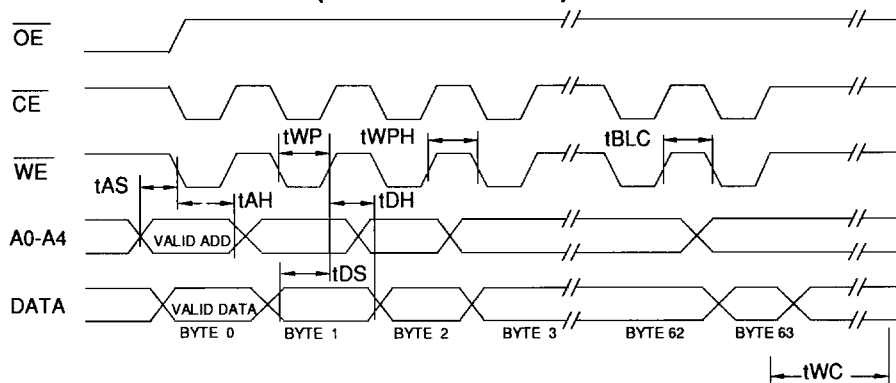 OE
CE
tWP tWPH tBLC
WE
tAS tAH tDH
A0-A4 VALID ADD
tDS
DATA VALID DATA
BYTE 0 BYTE 1 BYTE 2 BYTE 3 BYTE 62 BYTE 63
tWC